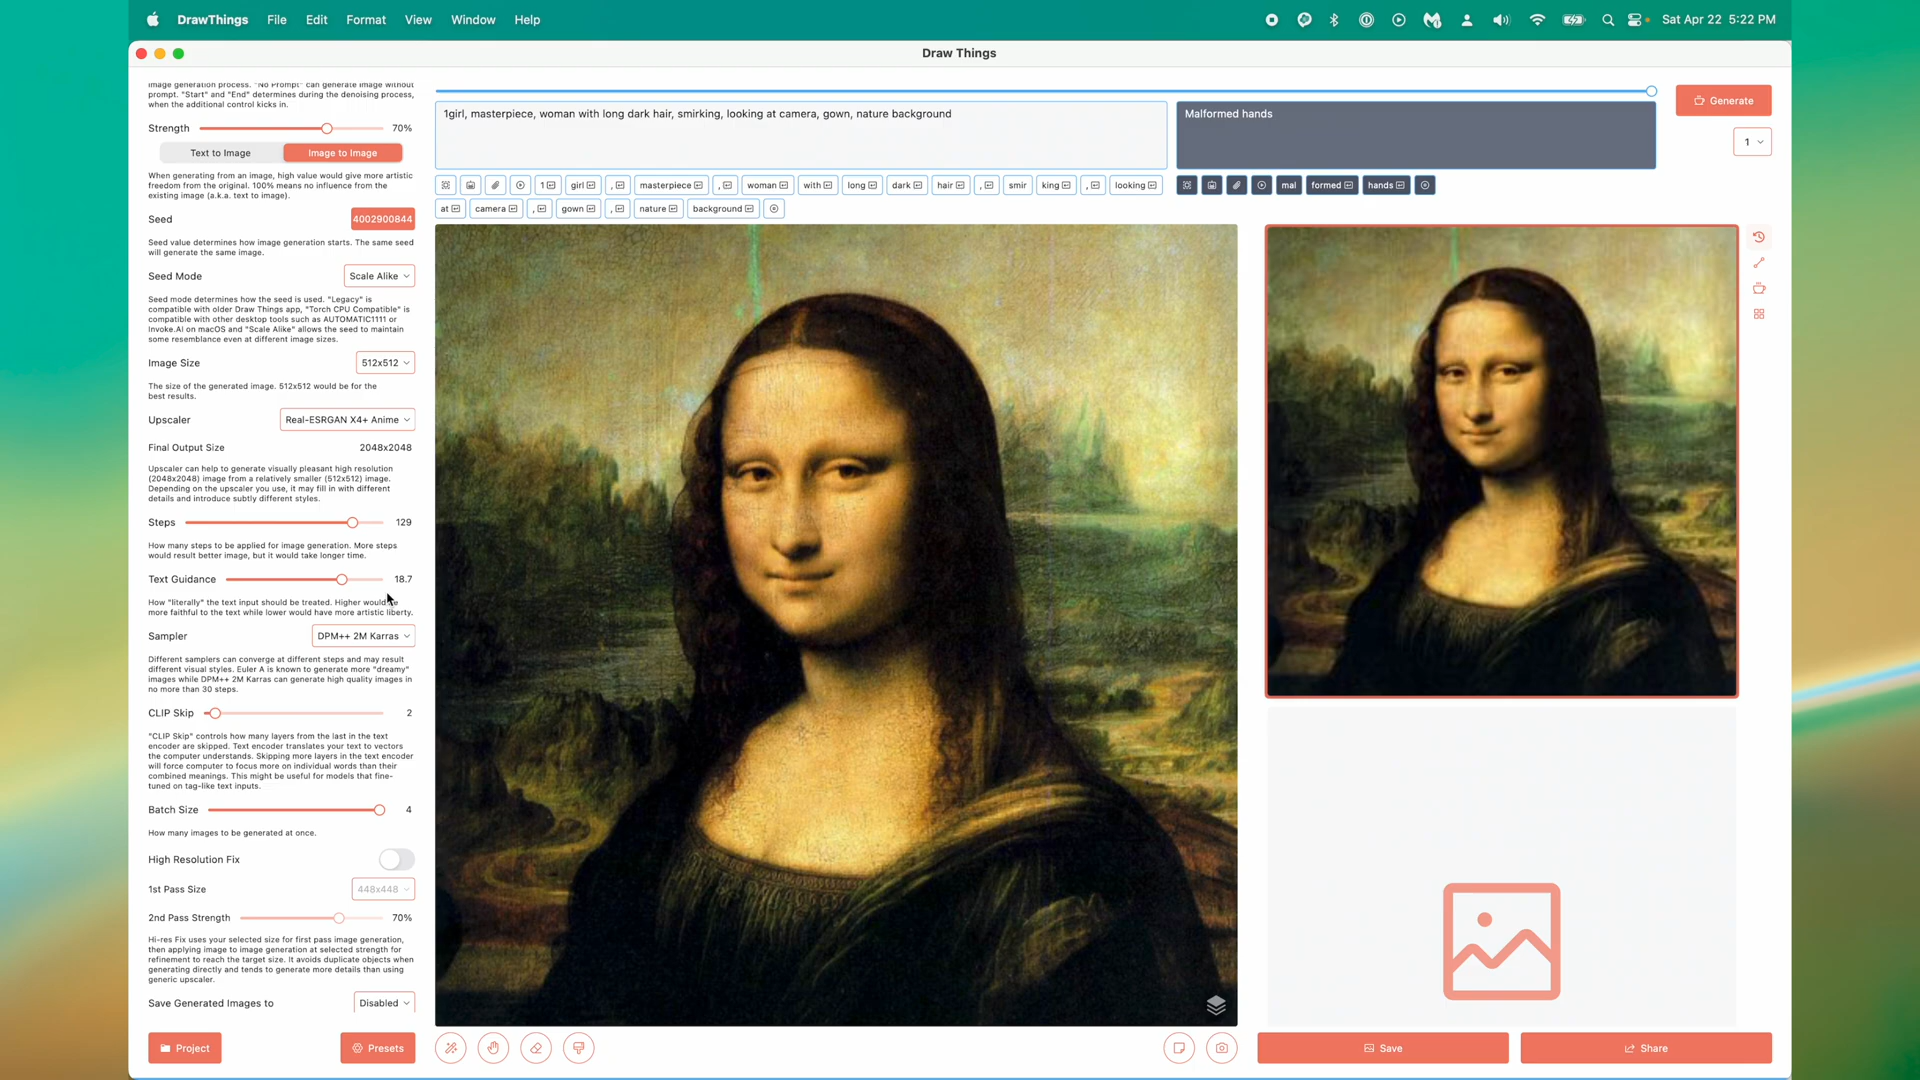 DrawThings File Edit Format View Window Help
Sat Apr 22 5:22 PM
Draw Things
image generation process. "No Prompt" can generate image without
prompt. "Start" and "End" determines during the denoising process,
when the additional control kicks in.
Strength 70%
Text to Image Image to Image
When generating from an image, high value would give more artistic
freedom from the original. 100% means no influence from the
existing image (a.k.a. text to image).
Seed 4002900844
Seed value determines how image generation starts. The same seed
will generate the same image.
Seed Mode Scale Alike
Seed mode determines how the seed is used. "Legacy" is
compatible with older Draw Things app, "Torch CPU Compatible" is
compatible with other desktop tools such as AUTOMATIC1111 or
Invoke.AI on macOS and "Scale Alike" allows the seed to maintain
some resemblance even at different image sizes.
Image Size 512x512
The size of the generated image. 512x512 would be for the
best results.
Upscaler Real-ESRGAN X4+ Anime
Final Output Size 2048x2048
Upscaler can help to generate visually pleasant high resolution
(2048x2048) image from a relatively smaller (512x512) image.
Depending on the upscaler you use, it may fill in with different
details and introduce subtly different styles.
Steps 129
How many steps to be applied for image generation. More steps
would result better image, but it would take longer time.
Text Guidance 18.7
How "literally" the text input should be treated. Higher would be
more faithful to the text while lower would have more artistic liberty.
Sampler DPM++ 2M Karras
Different samplers can converge at different steps and may result
different visual styles. Euler A is known to generate more "dreamy"
images while DPM++ 2M Karras can generate high quality images in
no more than 30 steps.
CLIP Skip 2
"CLIP Skip" controls how many layers from the last in the text
encoder are skipped. Text encoder translates your text to vectors
the computer understands. Skipping more layers in the text encoder
will force computer to focus more on individual words than their
combined meanings. This might be useful for models that fine-
tuned on tag-like text inputs.
Batch Size 4
How many images to be generated at once.
High Resolution Fix
1st Pass Size 448x448
2nd Pass Strength 70%
Hi-res Fix uses your selected size for first pass image generation,
then applying image to image generation at selected strength for
refinement to reach the target size. It avoids duplicate objects when
generating directly and tends to generate more details than using
generic upscaler.
Save Generated Images to Disabled
Project Presets
1girl, masterpiece, woman with long dark hair, smirking, looking at camera, gown, nature background
Malformed hands
Generate
1
1 girl , masterpiece , woman with long dark hair , smir king , looking
at camera , gown , nature background
mal formed hands
Save Share